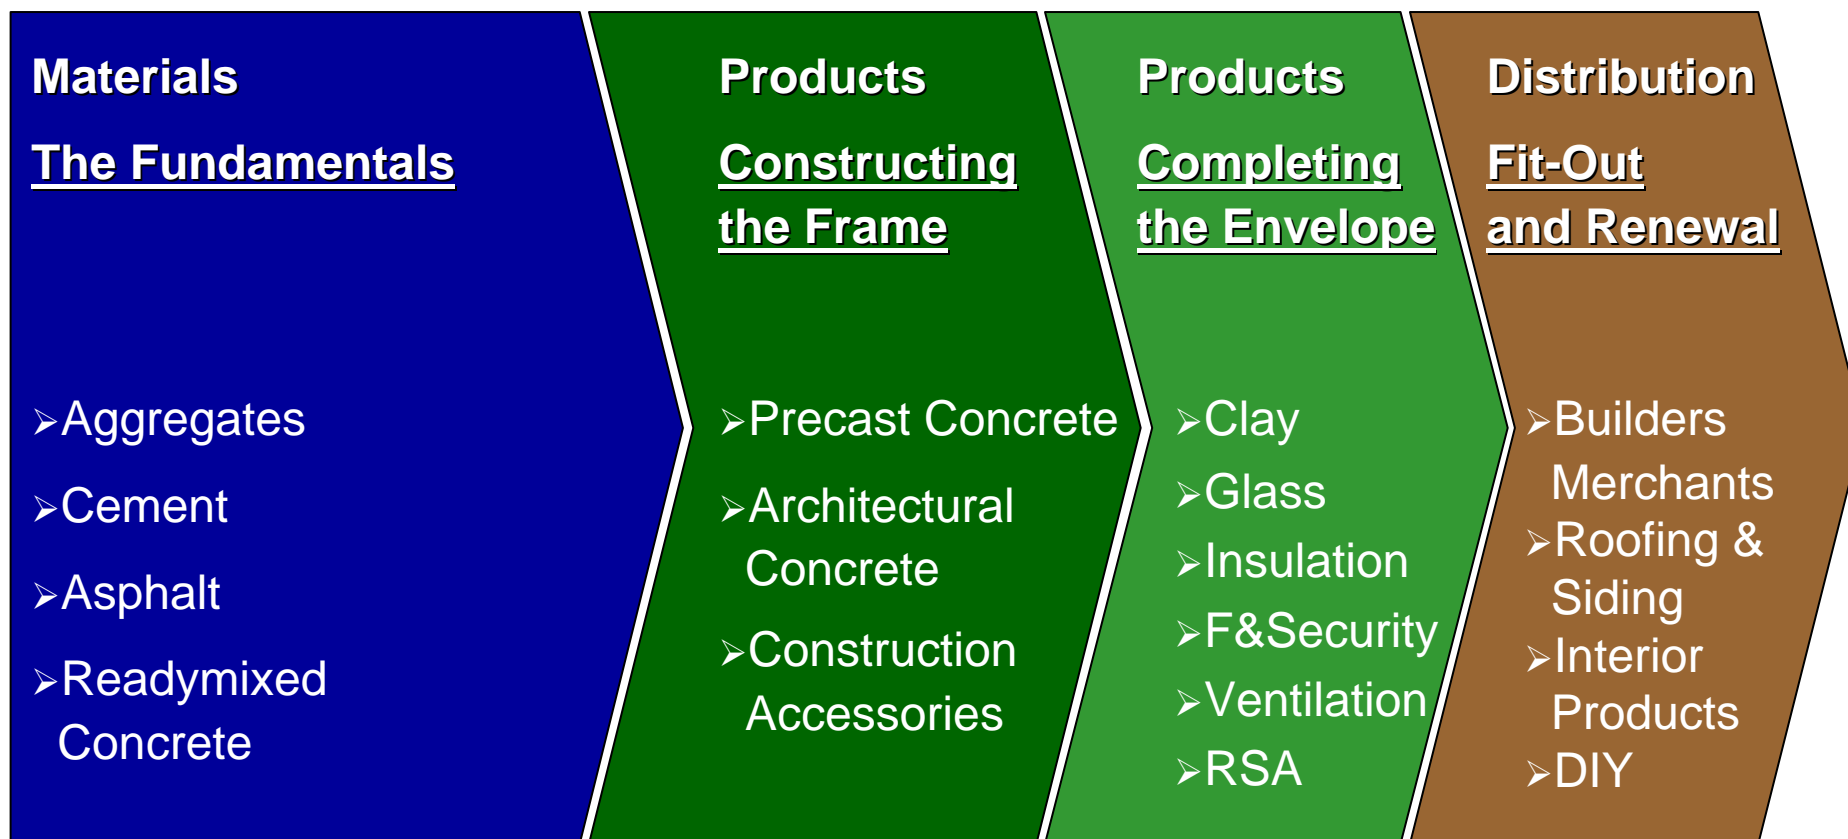 Materials
The Fundamentals
➢Aggregates
➢Cement
➢Asphalt
➢Readymixed
Concrete
Products
Constructing
the Frame
➢Precast Concrete
➢Architectural
Concrete
➢Construction
Accessories
Products
Completing
the Envelope
➢Clay
➢Glass
➢Insulation
➢F&Security
➢Ventilation
➢RSA
Distribution
Fit-Out
and Renewal
➢Builders
Merchants
➢Roofing &
Siding
➢Interior
Products
➢DIY